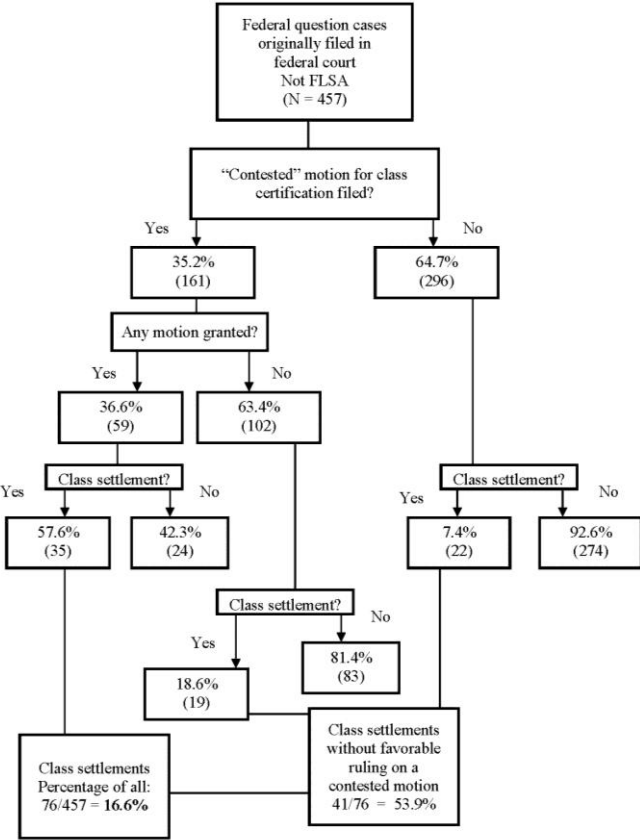 Federal question cases
originally filed in
federal court
Not FLSA
(N = 457)
“Contested” motion for class
certification filed?
Yes
No
35.2%
(161)
64.7%
(296)
Any motion granted?
Yes
No
36.6%
(59)
63.4%
(102)
Class settlement?
Yes
No
57.6%
(35)
42.3%
(24)
Class settlement?
Yes
No
7.4%
(22)
92.6%
(274)
Class settlement?
Yes
No
18.6%
(19)
81.4%
(83)
Class settlements
Percentage of all:
76/457 = 16.6%
Class settlements
without favorable
ruling on a
contested motion
41/76 = 53.9%